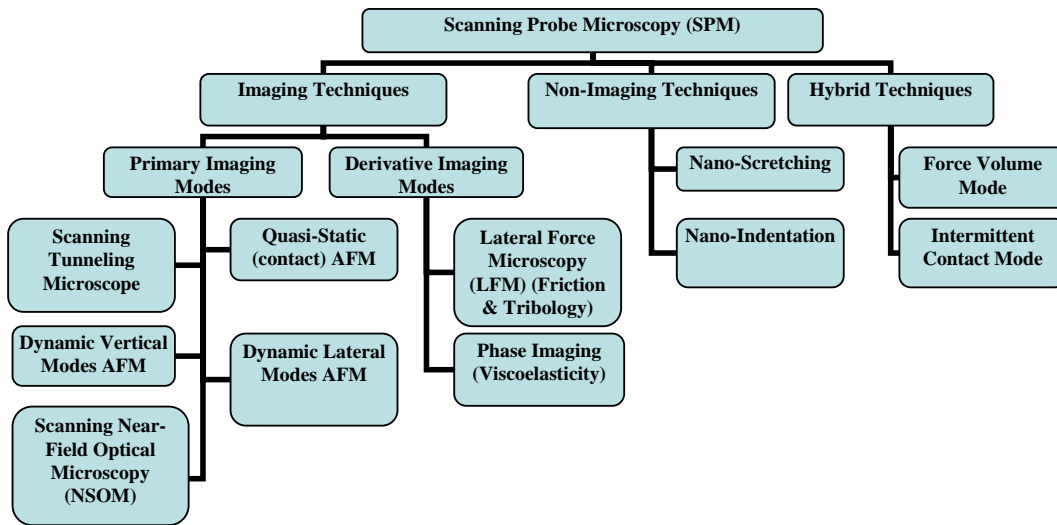 Scanning Probe Microscopy (SPM)
Imaging Techniques
Non-Imaging Techniques
Hybrid Techniques
Primary Imaging
Modes
Derivative Imaging
Modes
Nano-Scretching
Force Volume
Mode
Scanning
Tunneling
Microscope
Quasi-Static
(contact) AFM
Lateral Force
Microscopy
(LFM) (Friction
& Tribology)
Nano-Indentation
Intermittent
Contact Mode
Dynamic Vertical
Modes AFM
Dynamic Lateral
Modes AFM
Phase Imaging
(Viscoelasticity)
Scanning Near-
Field Optical
Microscopy
(NSOM)